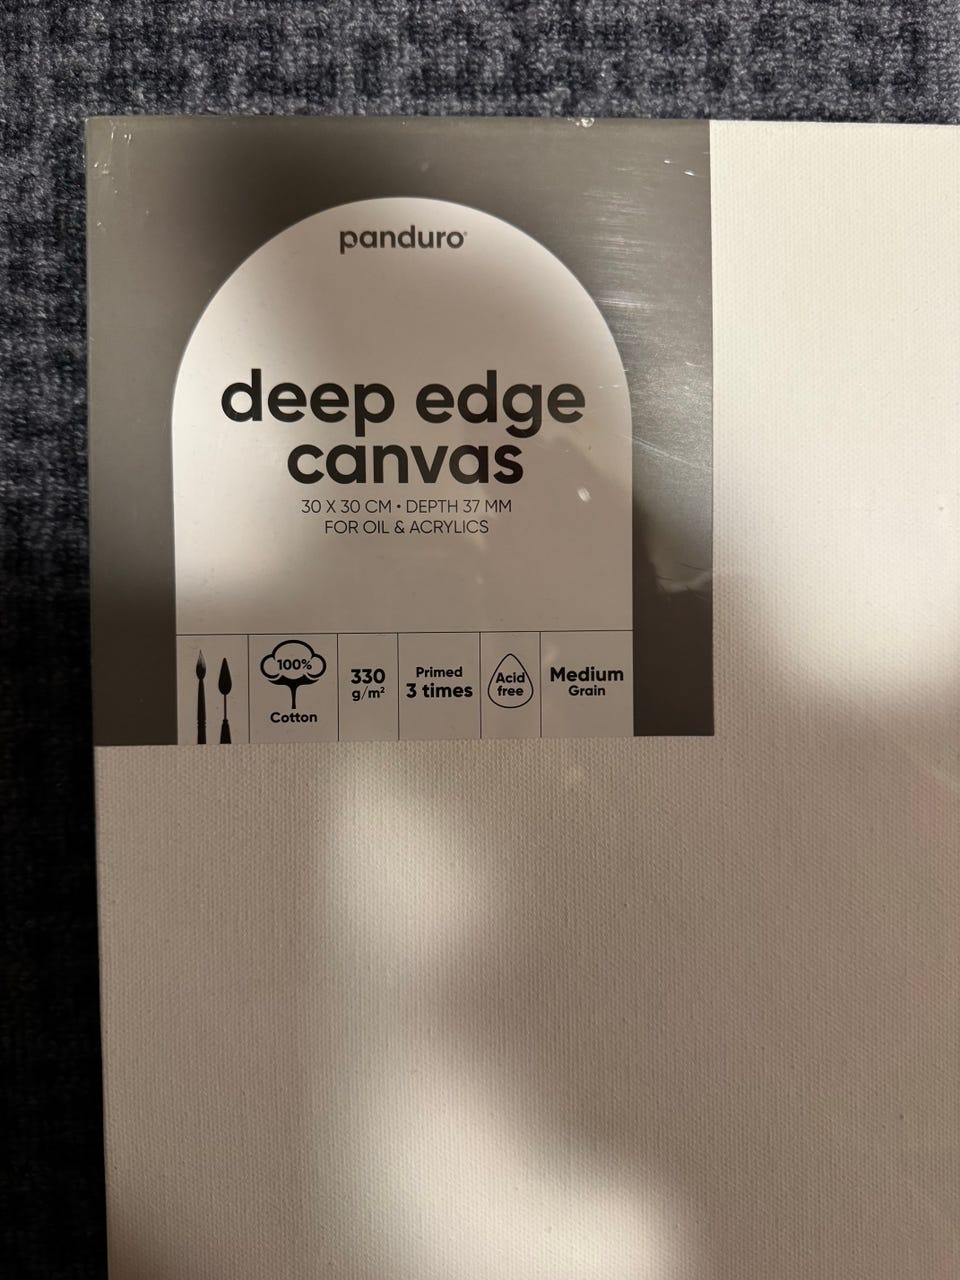 panduro®
deep edge
canvas
30 X 30 CM • DEPTH 37 MM
FOR OIL & ACRYLICS
100%
Cotton
330
g/m²
Primed
3 times
Acid
free
Medium
Grain